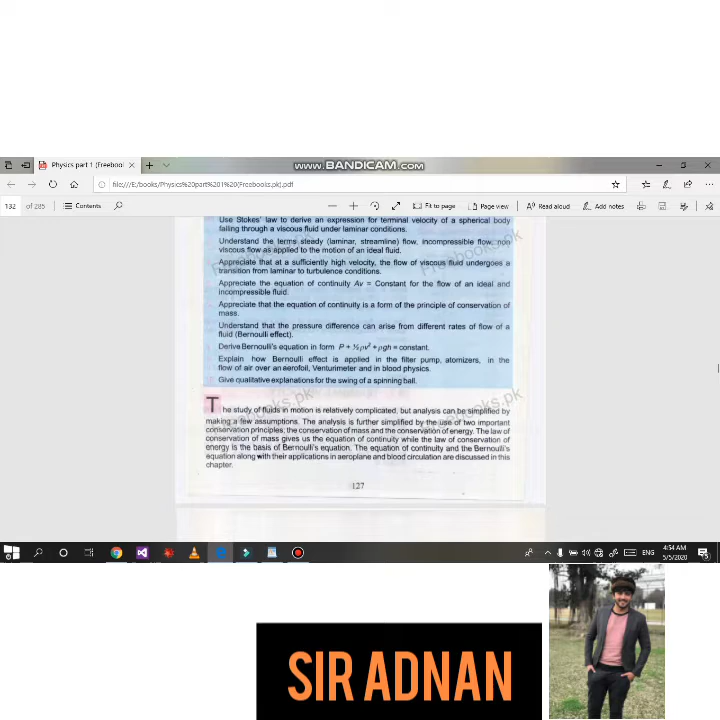 WWW.BANDICAM.COM
Physics part 1 (Freebool
file:///E:/books/Physics%20part%201%20(Freebooks.pk).pdf
132 of 285 Contents Fit to page Page view Read aloud Add notes
Use Stokes' law to derive an expression for terminal velocity of a spherical body
falling through a viscous fluid under laminar conditions.
Understand the terms steady (laminar, streamline) flow, incompressible flow, non
viscous flow as applied to the motion of an ideal fluid.
Appreciate that at a sufficiently high velocity, the flow of viscous fluid undergoes a
transition from laminar to turbulence conditions.
Appreciate the equation of continuity Av = Constant for the flow of an ideal and
incompressible fluid.
Appreciate that the equation of continuity is a form of the principle of conservation of
mass.
Understand that the pressure difference can arise from different rates of flow of a
fluid (Bernoulli effect).
Derive Bernoulli's equation in form P + ½ρv² + ρgh = constant.
Explain how Bernoulli effect is applied in the filter pump, atomizers, in the
flow of air over an aerofoil, Venturimeter and in blood physics.
Give qualitative explanations for the swing of a spinning ball.
The study of fluids in motion is relatively complicated, but analysis can be simplified by
making a few assumptions. The analysis is further simplified by the use of two important
conservation principles; the conservation of mass and the conservation of energy. The law of
conservation of mass gives us the equation of continuity while the law of conservation of
energy is the basis of Bernoulli's equation. The equation of continuity and the Bernoulli's
equation along with their applications in aeroplane and blood circulation are discussed in this
chapter.
127
Freebooks.pk
Freebooks.pk
Freebooks.pk
Freebooks.pk
ENG
4:54 AM
5/5/2020
5
SIR ADNAN